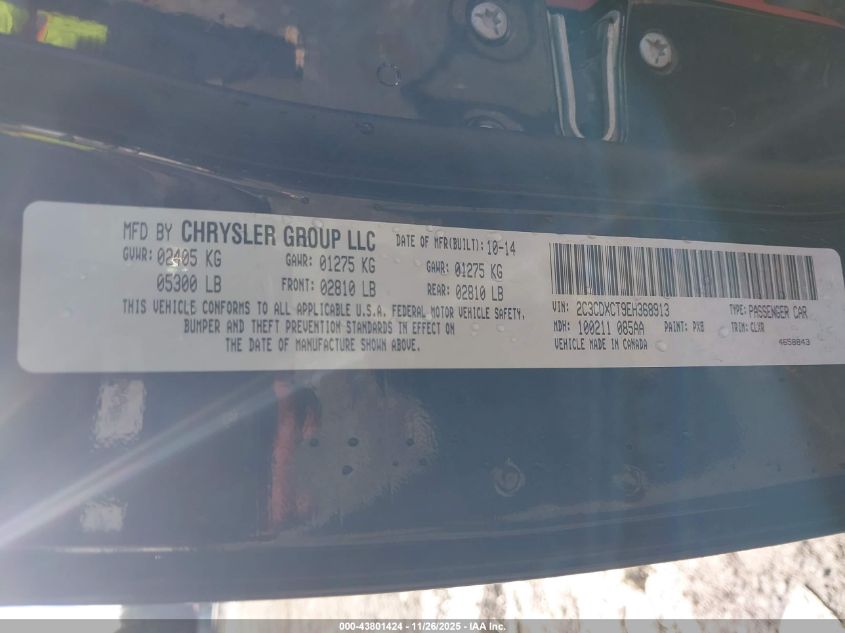 MFD BY CHRYSLER GROUP LLC DATE OF MFR(BUILT): 10-14
GVWR: 02405 KG GAWR: 01275 KG GAWR: 01275 KG
05300 LB FRONT: 02810 LB REAR: 02810 LB
THIS VEHICLE CONFORMS TO ALL APPLICABLE U.S.A. FEDERAL MOTOR VEHICLE SAFETY,
BUMPER AND THEFT PREVENTION STANDARDS IN EFFECT ON
THE DATE OF MANUFACTURE SHOWN ABOVE.
VIN: 2C3CDXCT9EH368913 TYPE: PASSENGER CAR
MDH: 100211 085AA PAINT: PX8 TRIM: CLXR
VEHICLE MADE IN CANADA 4658843
000-43801424 - 11/26/2025 - IAA Inc.